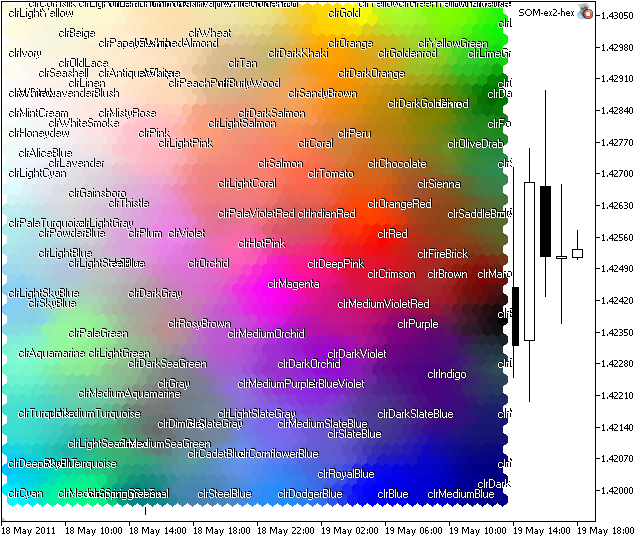 clrGold
SOM-ex2-hex
1.43050
clrLightYellow
clrBeige
clrWheat
clrOrange
clrYellowGreen
1.42980
clrIvory
clrDarkKhaki
clrGoldenrod
clrOldLace
clrTan
clrSeashell
clrDarkOrange
1.42910
clrLinen
clrBurlyWood
clrSandyBrown
clrMintCream
clrMistyRose
clrDarkSalmon
1.42840
clrWhiteSmoke
clrLightSalmon
clrHoneydew
clrPink
clrPeru
clrLightPink
clrCoral
clrOliveDrab
1.42770
clrAliceBlue
clrLavender
clrSalmon
clrChocolate
clrLightCyan
clrTomato
1.42700
clrLightCoral
clrSienna
clrGainsboro
clrThistle
clrOrangeRed
1.42630
clrPaleVioletRed
clrIndianRed
clrPaleTurquoise
clrLightGray
clrPowderBlue
clrPlum
clrViolet
clrRed
1.42560
clrHotPink
clrLightBlue
clrFireBrick
clrOrchid
clrDeepPink
1.42490
clrCrimson
clrBrown
clrMagenta
clrLightSkyBlue
clrDarkGray
1.42420
clrSkyBlue
clrMediumVioletRed
clrRosyBrown
clrPurple
1.42350
clrPaleGreen
clrMediumOrchid
clrAquamarine
clrLightGreen
clrDarkViolet
clrDarkSeaGreen
clrDarkOrchid
1.42280
clrIndigo
clrGray
clrMediumPurple
clrBlueViolet
clrMediumAquamarine
1.42210
clrMediumTurquoise
clrLightSlateGray
clrDarkSlateBlue
clrSlateGray
clrMediumSlateBlue
1.42140
clrSlateBlue
clrMediumSeaGreen
clrCadetBlue
clrCornflowerBlue
1.42070
clrRoyalBlue
clrCyan
clrSteelBlue
clrDodgerBlue
clrBlue
clrMediumBlue
1.42000
18 May 2011
18 May 10:00
18 May 14:00
18 May 18:00
18 May 22:00
19 May 02:00
19 May 06:00
19 May 10:00
19 May 14:00
19 May 18:00